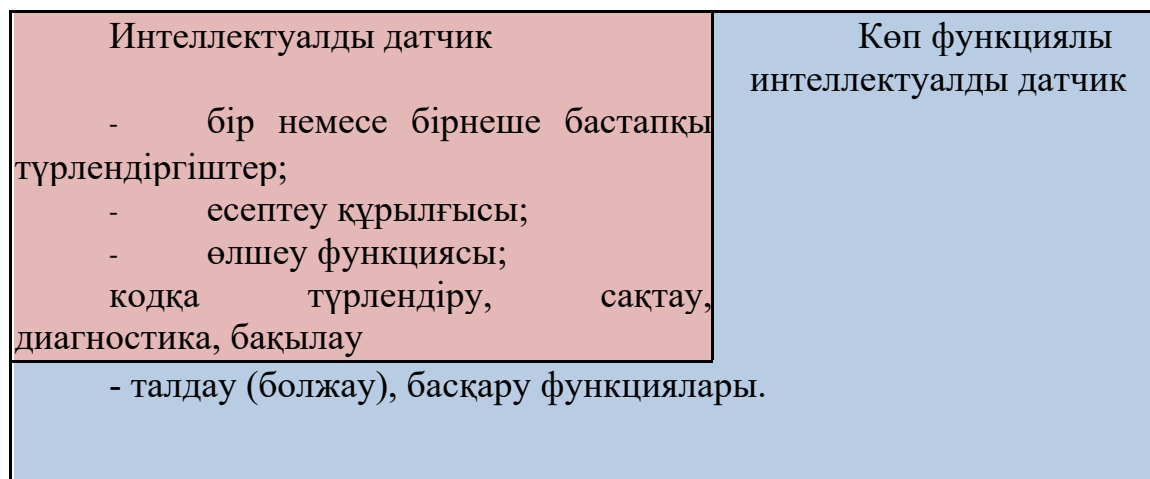 Интеллектуалды датчик
- бір немесе бірнеше бастапқы
түрлендіргіштер;
- есептеу құрылғысы;
- өлшеу функциясы;
кодқа түрлендіру, сақтау,
диагностика, бақылау
Көп функциялы
интеллектуалды датчик
- талдау (болжау), басқару функциялары.